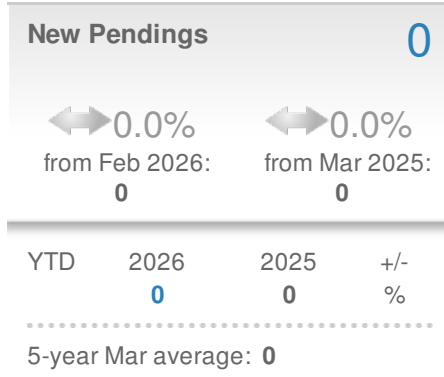 New Pendings 0
0.0% 0.0%
from Feb 2026: from Mar 2025:
0 0
YTD 2026 2025 +/-
0 0 %
5-year Mar average: 0